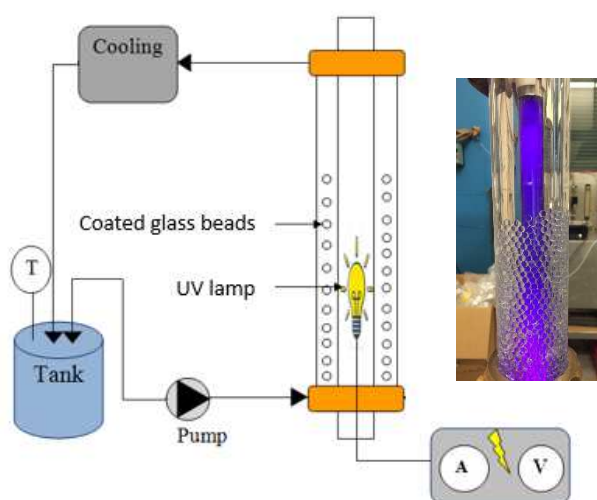 Cooling
Coated glass beads
T
UV lamp
Tank
Pump
A
V